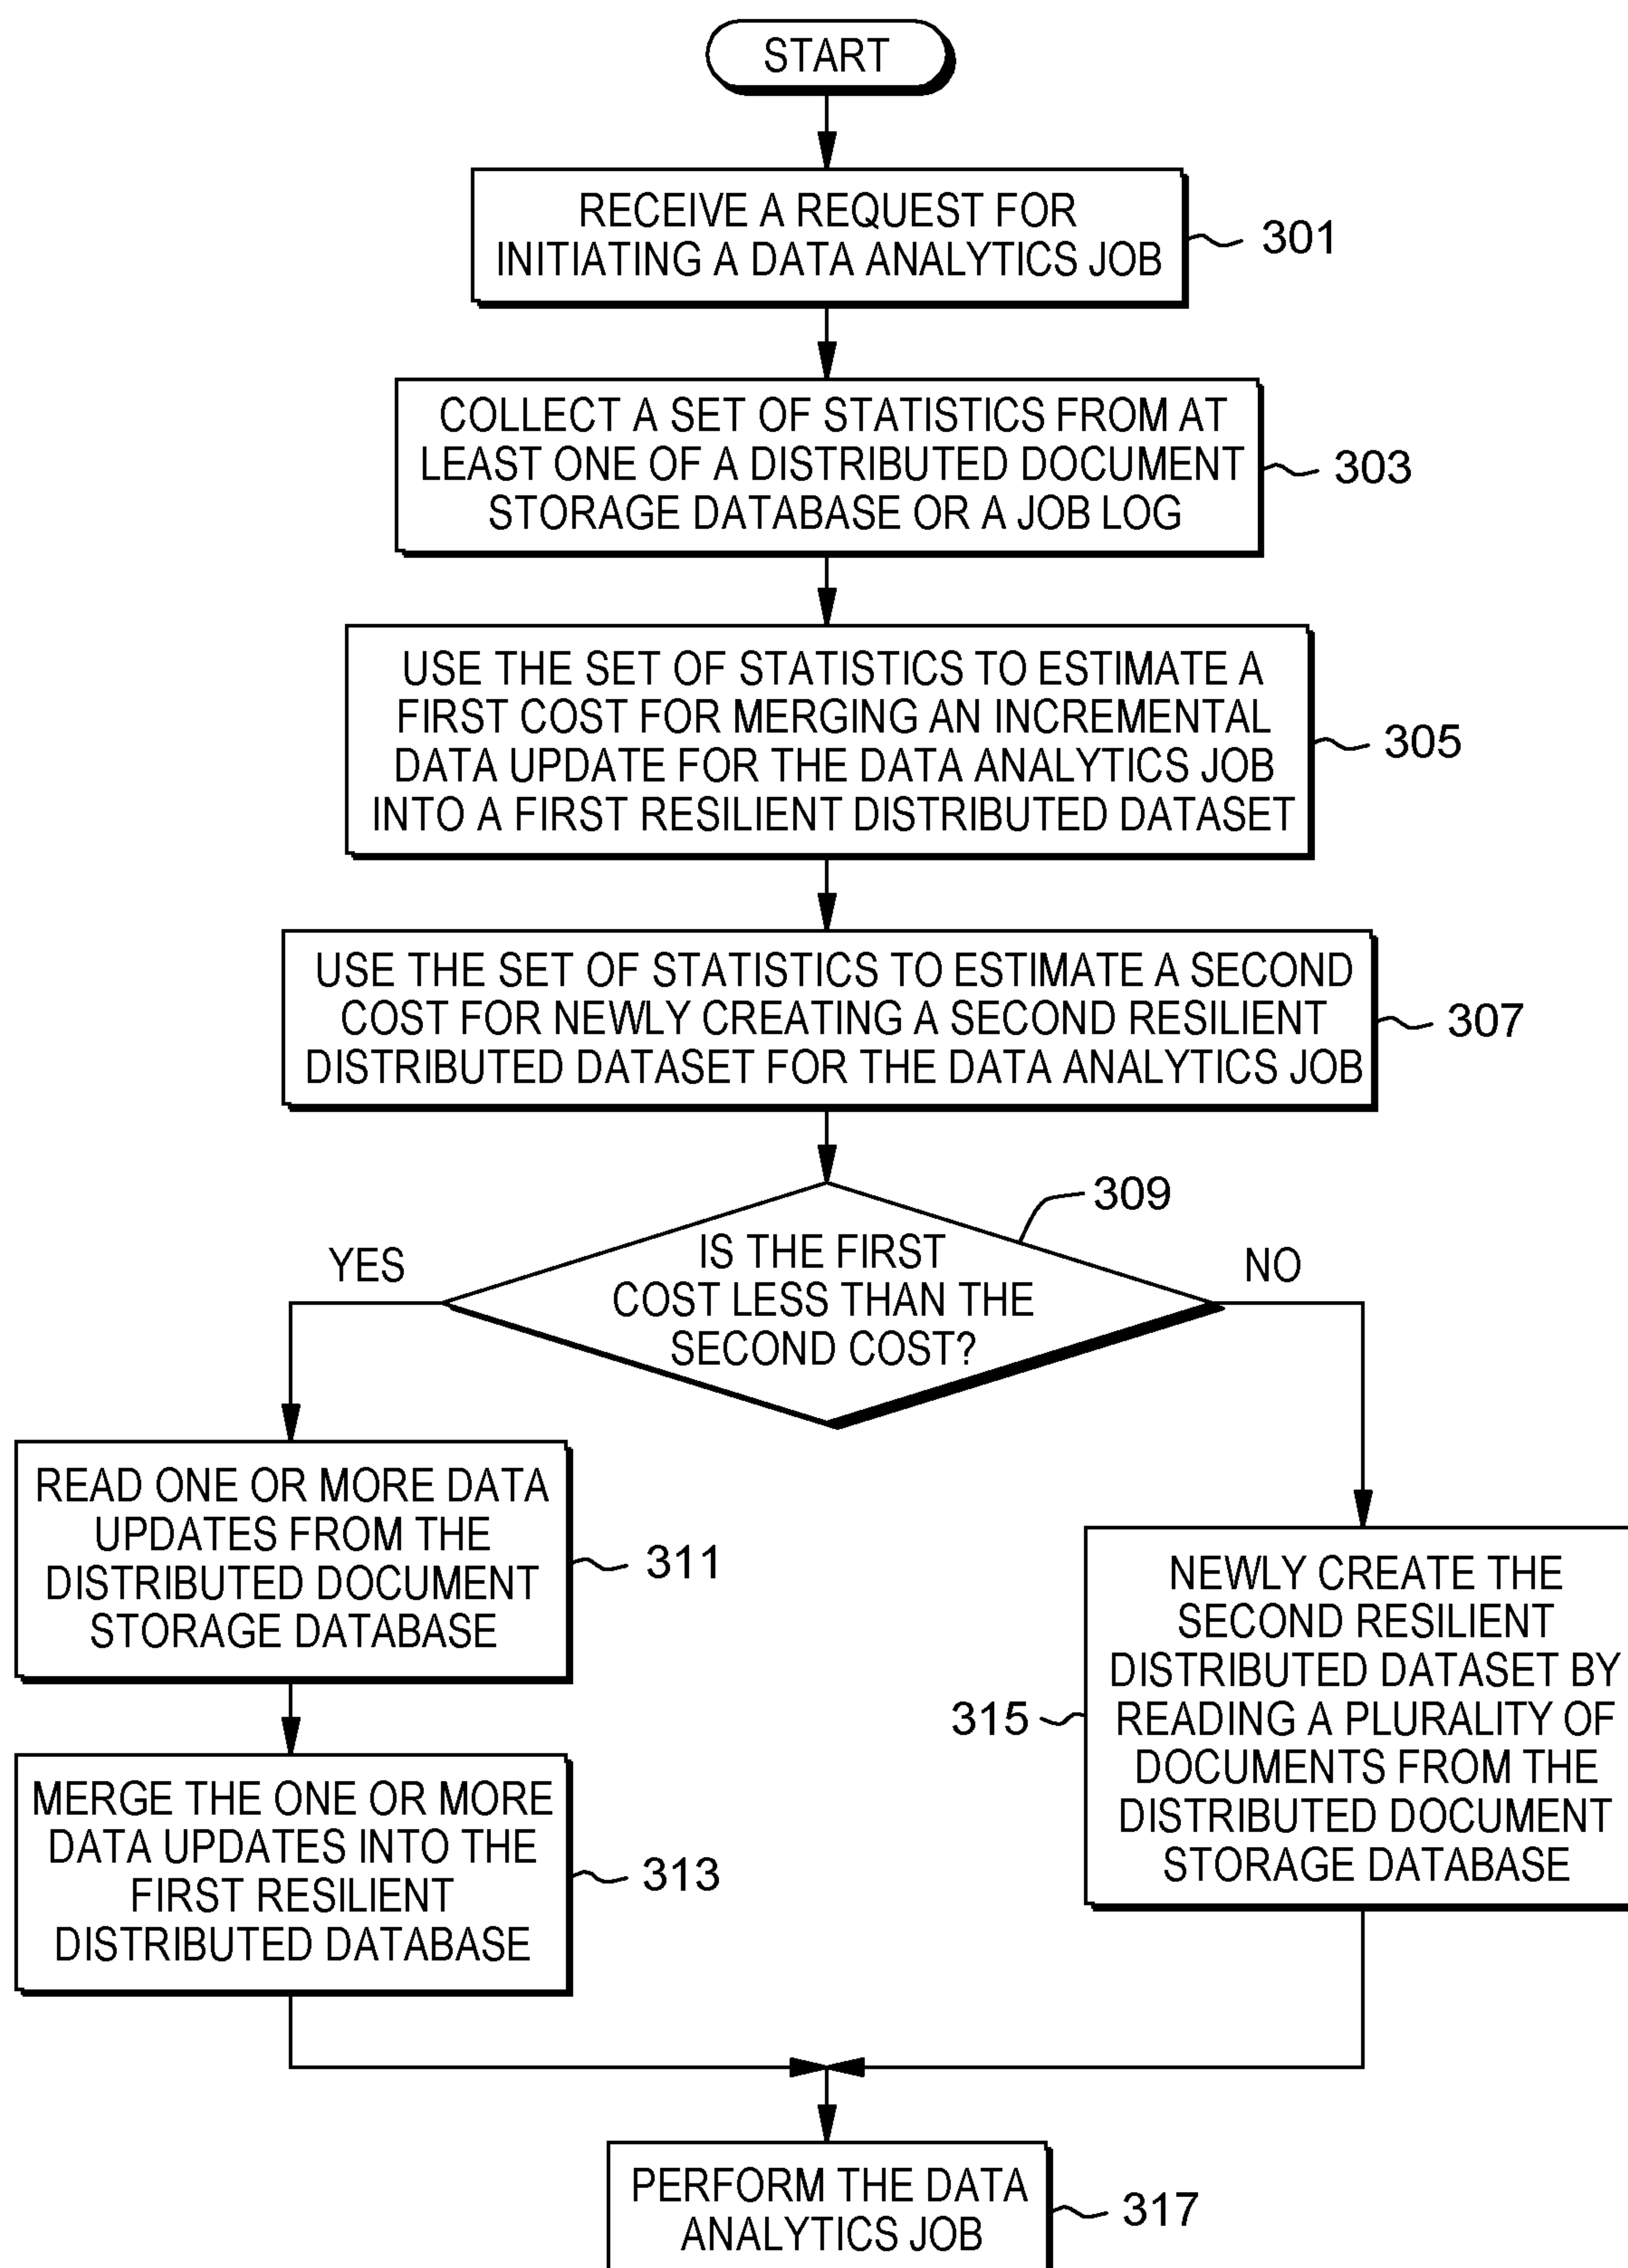 START
RECEIVE A REQUEST FOR
INITIATING A DATA ANALYTICS JOB
301
COLLECT A SET OF STATISTICS FROM AT
LEAST ONE OF A DISTRIBUTED DOCUMENT
STORAGE DATABASE OR A JOB LOG
303
USE THE SET OF STATISTICS TO ESTIMATE A
FIRST COST FOR MERGING AN INCREMENTAL
DATA UPDATE FOR THE DATA ANALYTICS JOB
INTO A FIRST RESILIENT DISTRIBUTED DATASET
305
USE THE SET OF STATISTICS TO ESTIMATE A SECOND
COST FOR NEWLY CREATING A SECOND RESILIENT
DISTRIBUTED DATASET FOR THE DATA ANALYTICS JOB
307
309
IS THE FIRST
COST LESS THAN THE
SECOND COST?
YES
NO
READ ONE OR MORE DATA
UPDATES FROM THE
DISTRIBUTED DOCUMENT
STORAGE DATABASE
311
MERGE THE ONE OR MORE
DATA UPDATES INTO THE
FIRST RESILIENT
DISTRIBUTED DATABASE
313
NEWLY CREATE THE
SECOND RESILIENT
DISTRIBUTED DATASET BY
READING A PLURALITY OF
DOCUMENTS FROM THE
DISTRIBUTED DOCUMENT
STORAGE DATABASE
315
PERFORM THE DATA
ANALYTICS JOB
317